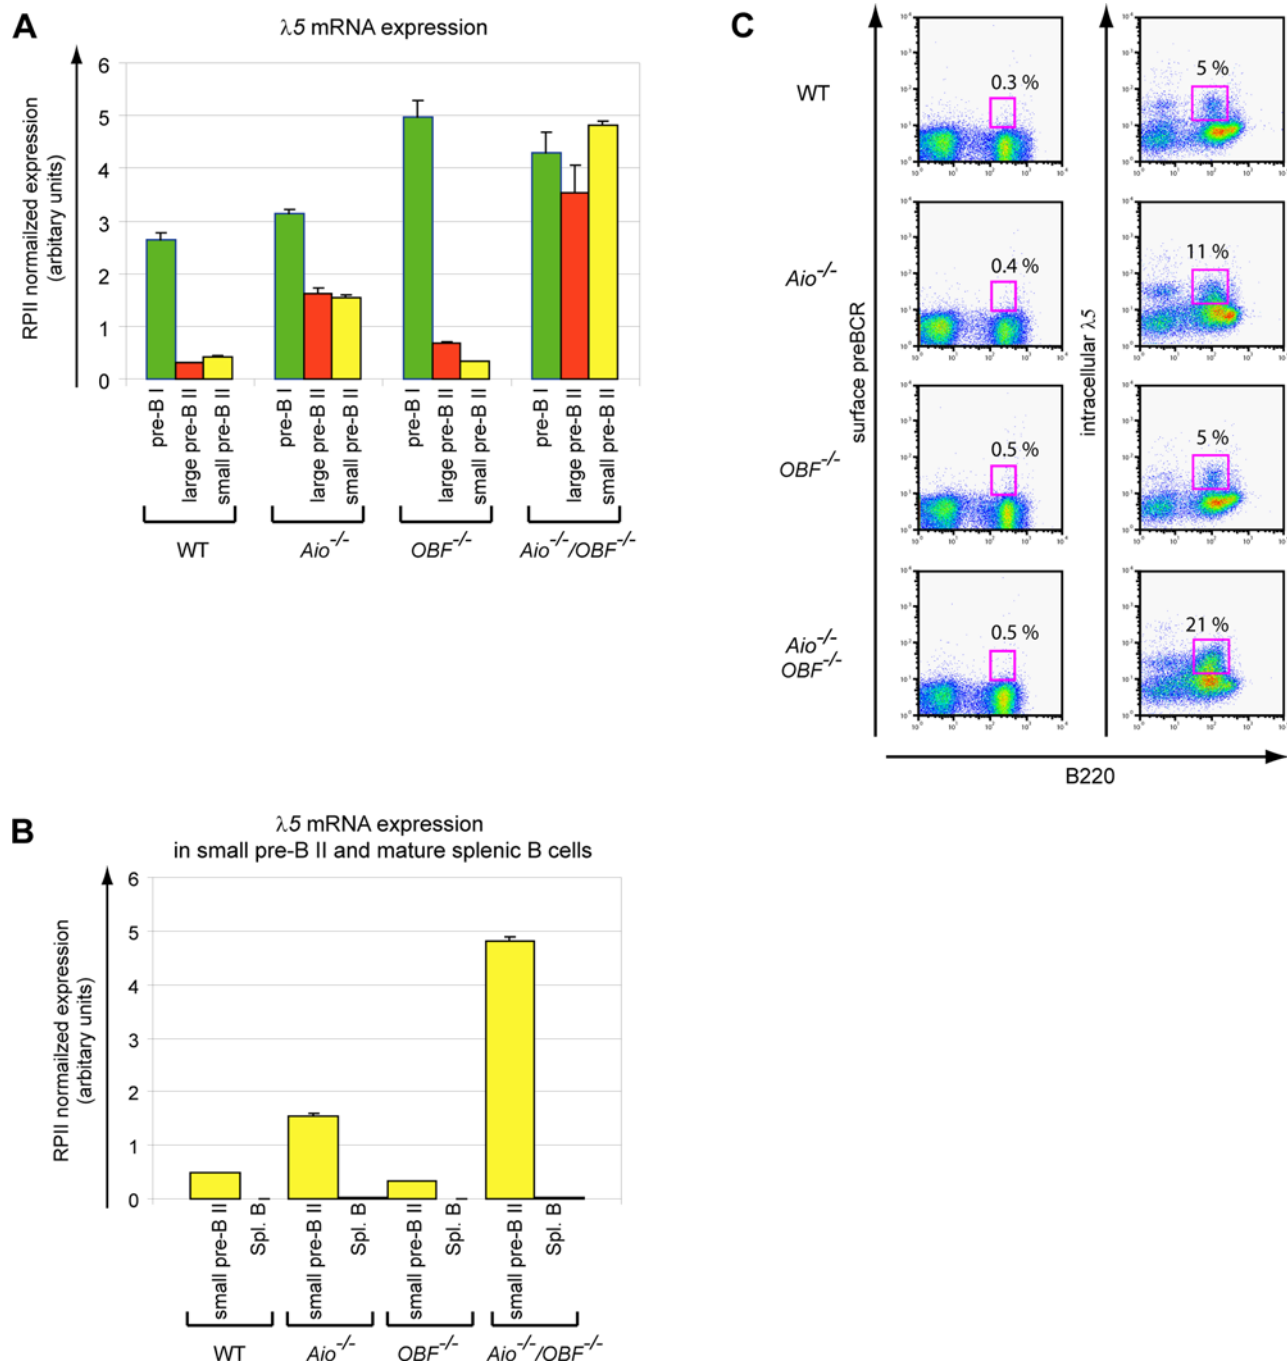 A
λ5 mRNA expression
RPII normailzed expression
(arbitary units)
6
5
4
3
2
1
0
pre-B I
large pre-B II
small pre-B II
pre-B I
large pre-B II
small pre-B II
pre-B I
large pre-B II
small pre-B II
pre-B I
large pre-B II
small pre-B II
WT
Aio-/-
OBF-/-
Aio-/-/OBF-/-
B
λ5 mRNA expression
in small pre-B II and mature splenic B cells
RPII normailzed expression
(arbitary units)
6
5
4
3
2
1
0
small pre-B II
Spl. B
small pre-B II
Spl. B
small pre-B II
Spl. B
small pre-B II
Spl. B
WT
Aio-/-
OBF-/-
Aio-/-/OBF-/-
C
surface preBCR
intracellular λ5
WT
0.3 %
5 %
Aio-/-
0.4 %
11 %
OBF-/-
0.5 %
5 %
Aio-/-
OBF-/-
0.5 %
21 %
B220